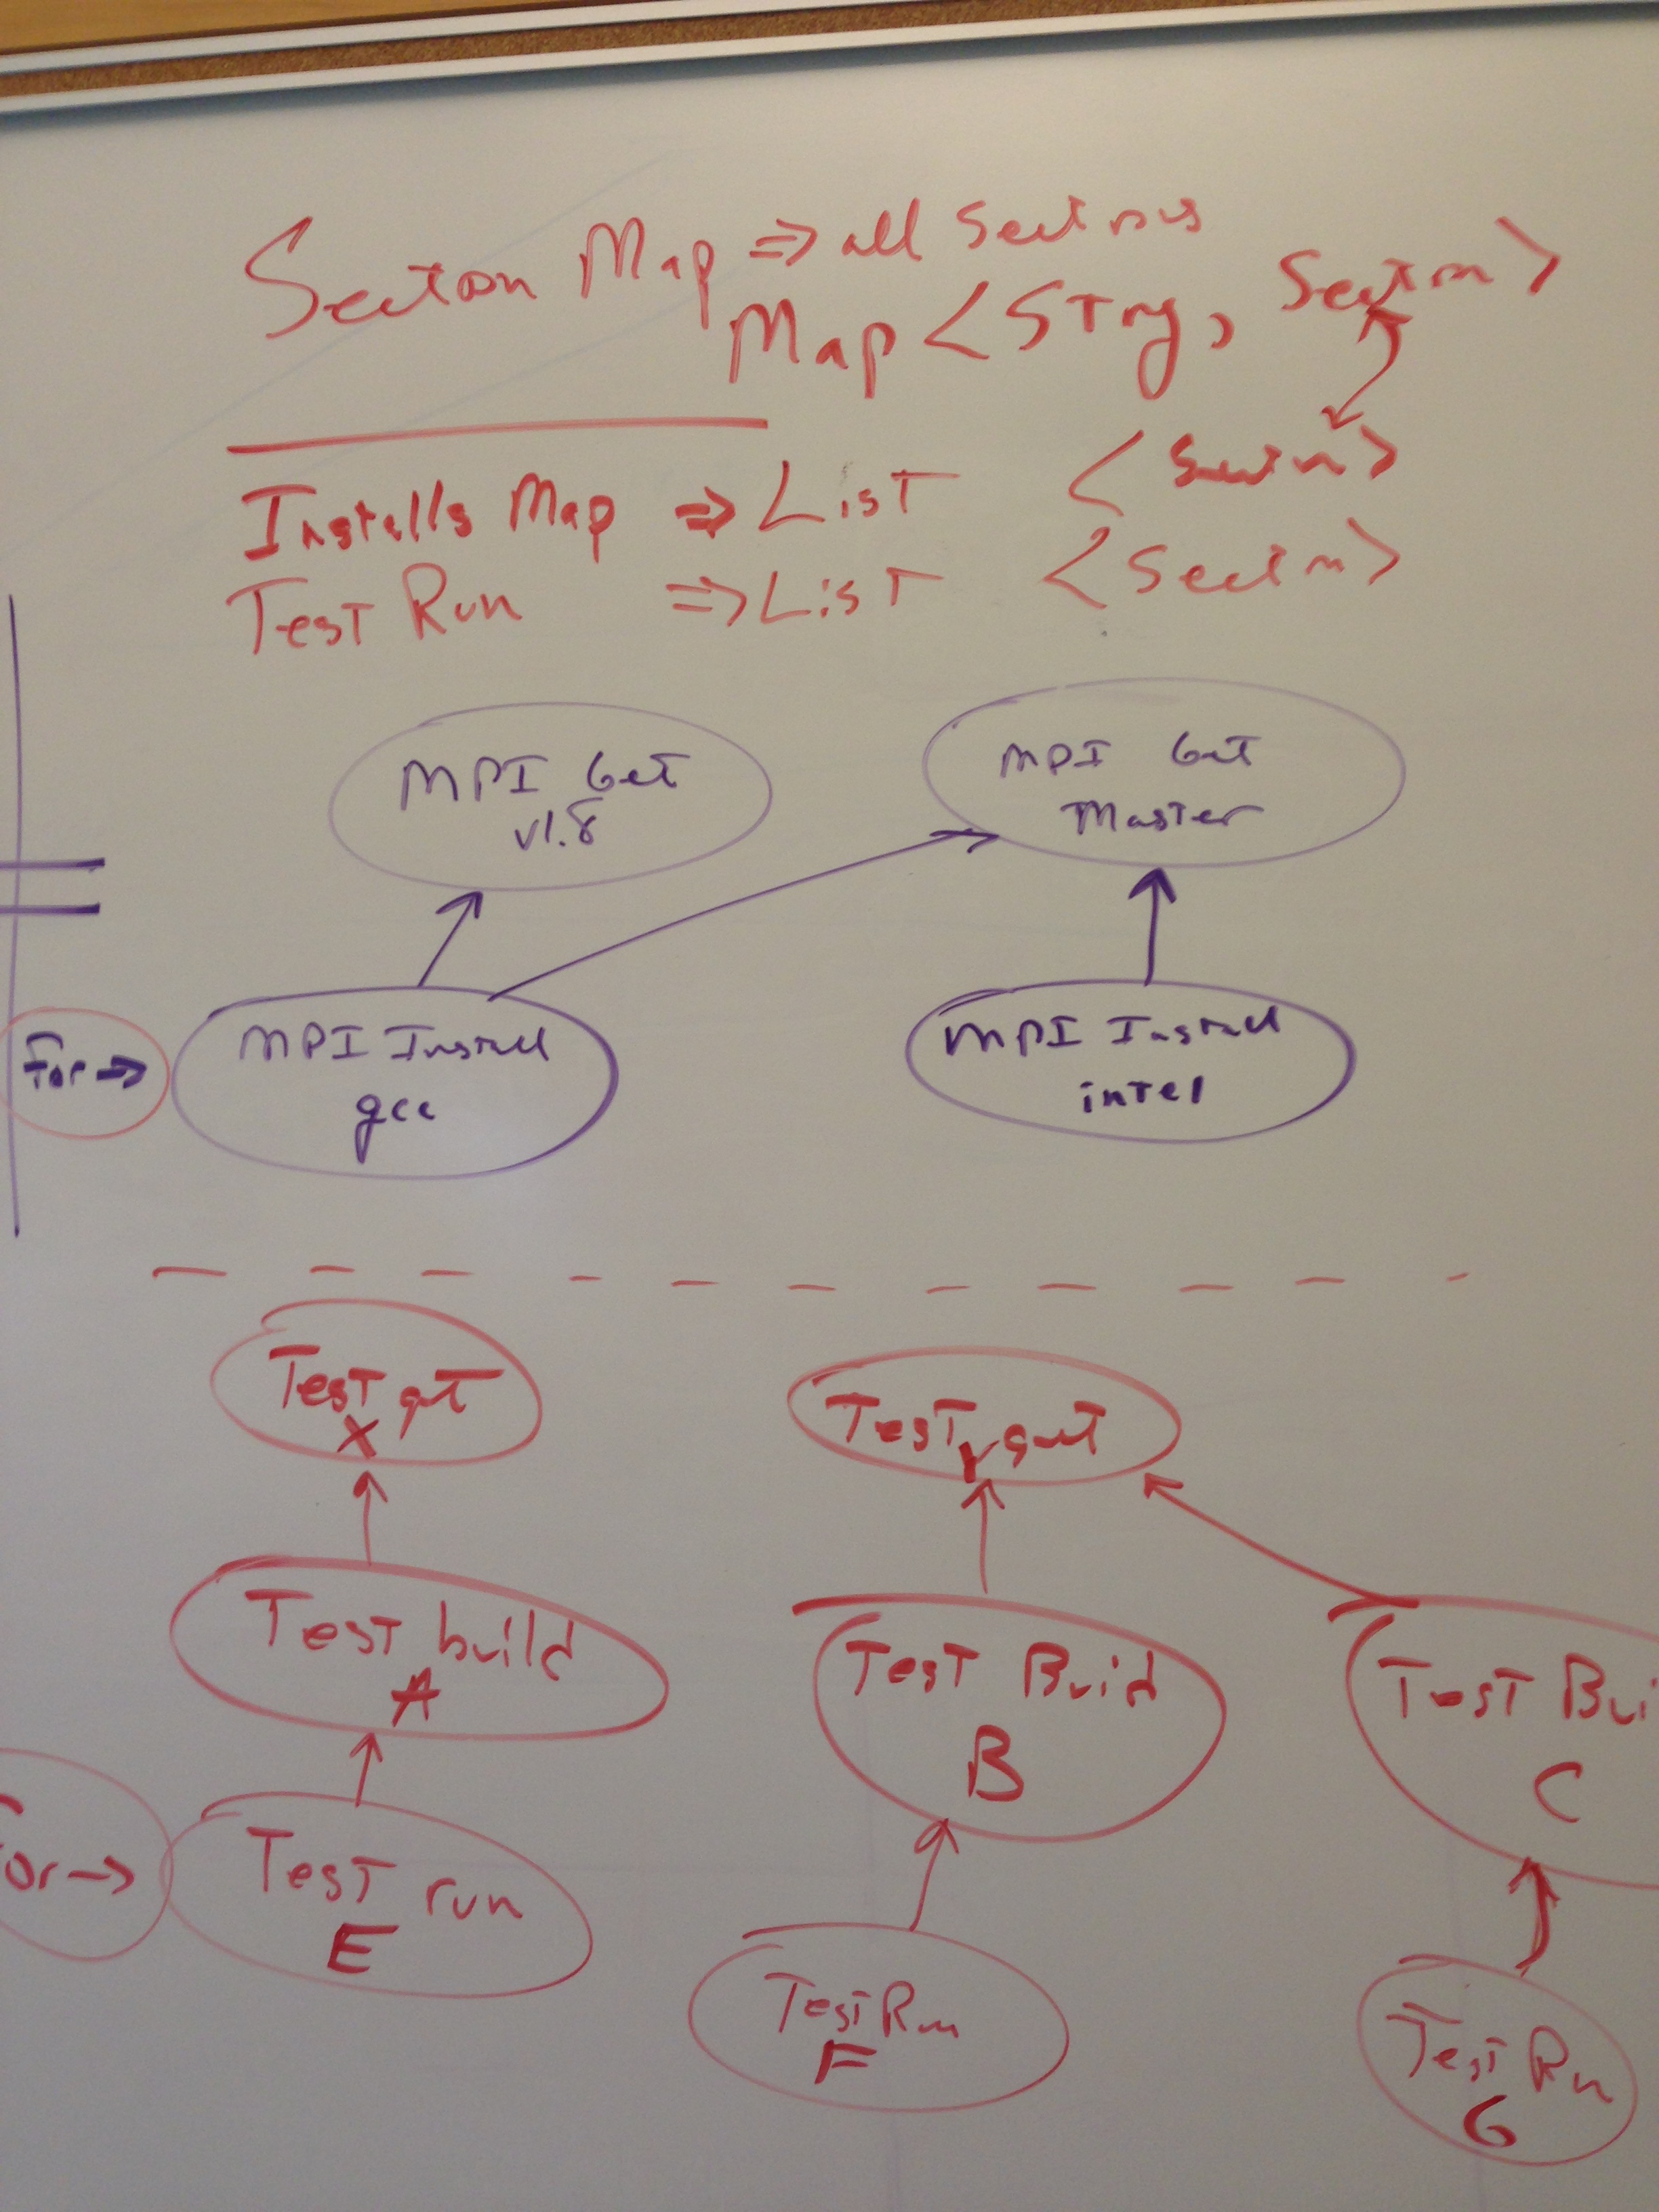 Section Map => all Sections
Map <String, Section>
Installs Map => List <Section>
Test Run => List <Section>
MPI Get
v1.8
MPI Get
Master
For →
MPI Install
gcc
MPI Install
intel
Test get
X
Test get
Y
Test build
A
Test Build
B
Test Bui
C
For →
Test run
E
Test Run
F
Test Run
G